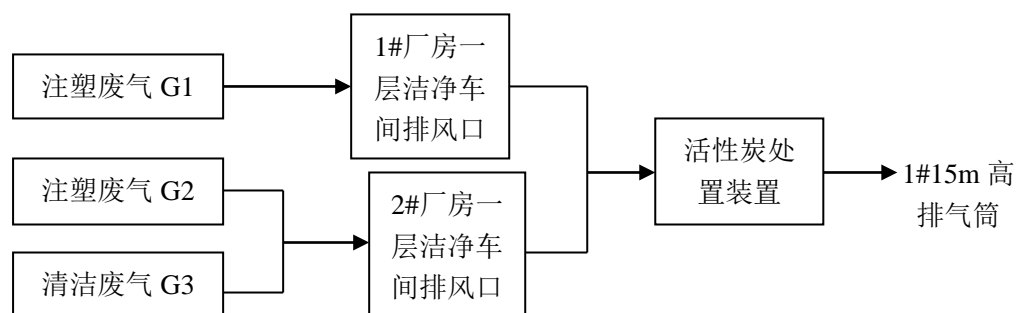 注塑废气 G1
1#厂房一
层洁净车
间排风口
注塑废气 G2
清洁废气 G3
2#厂房一
层洁净车
间排风口
活性炭处
置装置
1#15m 高
排气筒